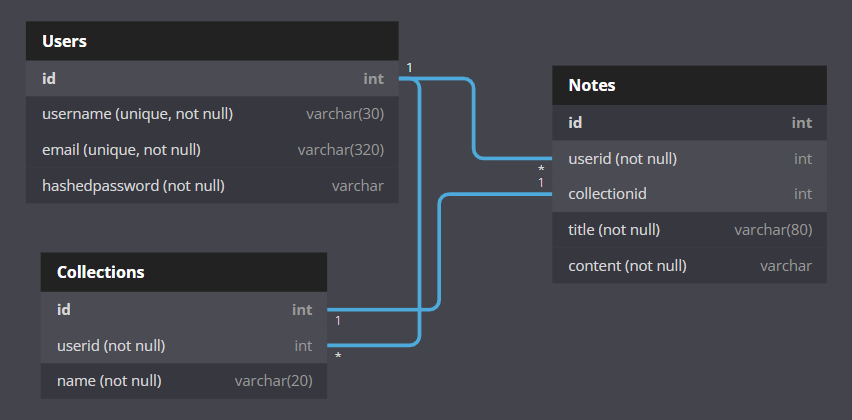 Users
id int
username (unique, not null) varchar(30)
email (unique, not null) varchar(320)
hashedpassword (not null) varchar
1
Notes
id int
userid (not null) int
collectionid int
title (not null) varchar(80)
content (not null) varchar
*
1
Collections
id int
userid (not null) int
name (not null) varchar(20)
1
*